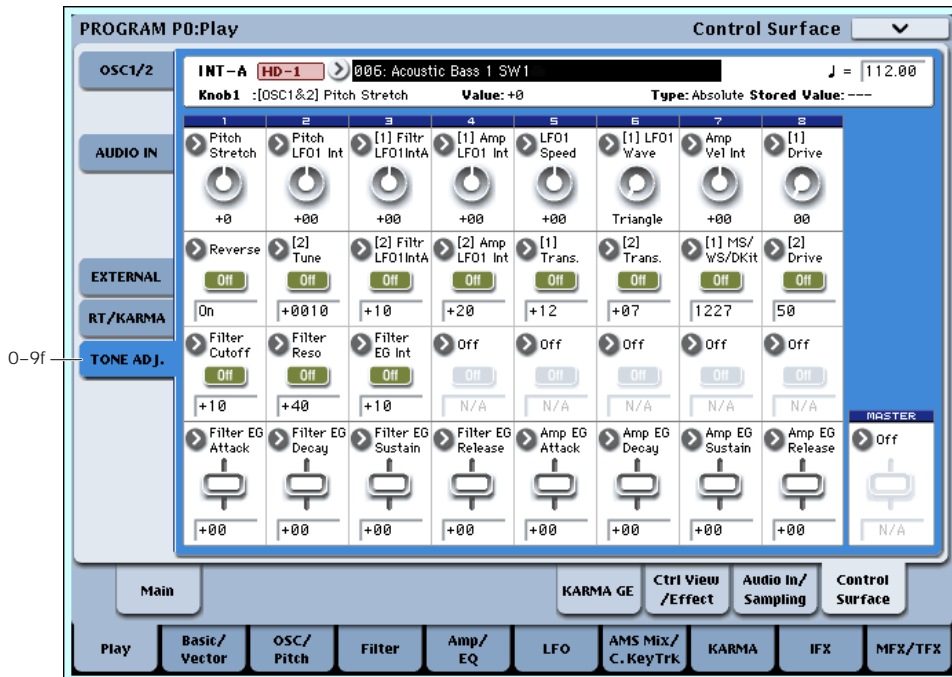 PROGRAM P0:Play Control Surface
OSC1/2
AUDIO IN
EXTERNAL
RT/KARMA
0–9f
TONE ADJ.
INT-A HD-1 006: Acoustic Bass 1 SW1 ♩ = 112.00
Knob1 :[OSC1&2] Pitch Stretch Value: +0 Type: Absolute Stored Value: ---
1 2 3 4 5 6 7 8
Pitch Stretch
Pitch LFO1 Int
[1] Filtr LFO1IntA
[1] Amp LFO1 Int
LFO1 Speed
[1] LFO1 Wave
Amp Vel Int
[1] Drive
+0 +00 +00 +00 +00 Triangle +00 00
Reverse
[2] Tune
[2] Filtr LFO1IntA
[2] Amp LFO1 Int
[1] Trans.
[2] Trans.
[1] MS/ WS/DKit
[2] Drive
Off Off Off Off Off Off Off Off
On +0010 +10 +20 +12 +07 1227 50
Filter Cutoff
Filter Reso
Filter EG Int
Off
Off
Off
Off
Off
Off Off Off Off Off Off Off Off
+10 +40 +10 N/A N/A N/A N/A N/A
Filter EG Attack
Filter EG Decay
Filter EG Sustain
Filter EG Release
Amp EG Attack
Amp EG Decay
Amp EG Sustain
Amp EG Release
+00 +00 +00 +00 +00 +00 +00 +00
MASTER
Off
N/A
Main
KARMA GE
Ctrl View /Effect
Audio In/ Sampling
Control Surface
Play
Basic/ Vector
OSC/ Pitch
Filter
Amp/ EQ
LFO
AMS Mix/ C.KeyTrk
KARMA
IFX
MFX/TFX